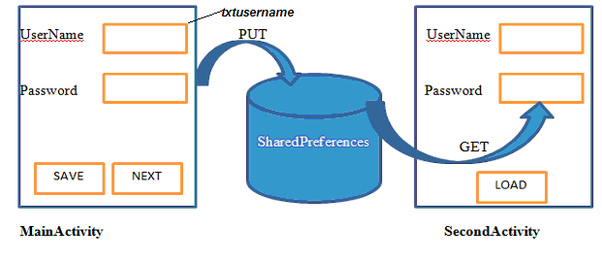 txtusername
UserName
PUT
UserName
Password
SharedPreferences
Password
GET
SAVE
NEXT
LOAD
MainActivity
SecondActivity